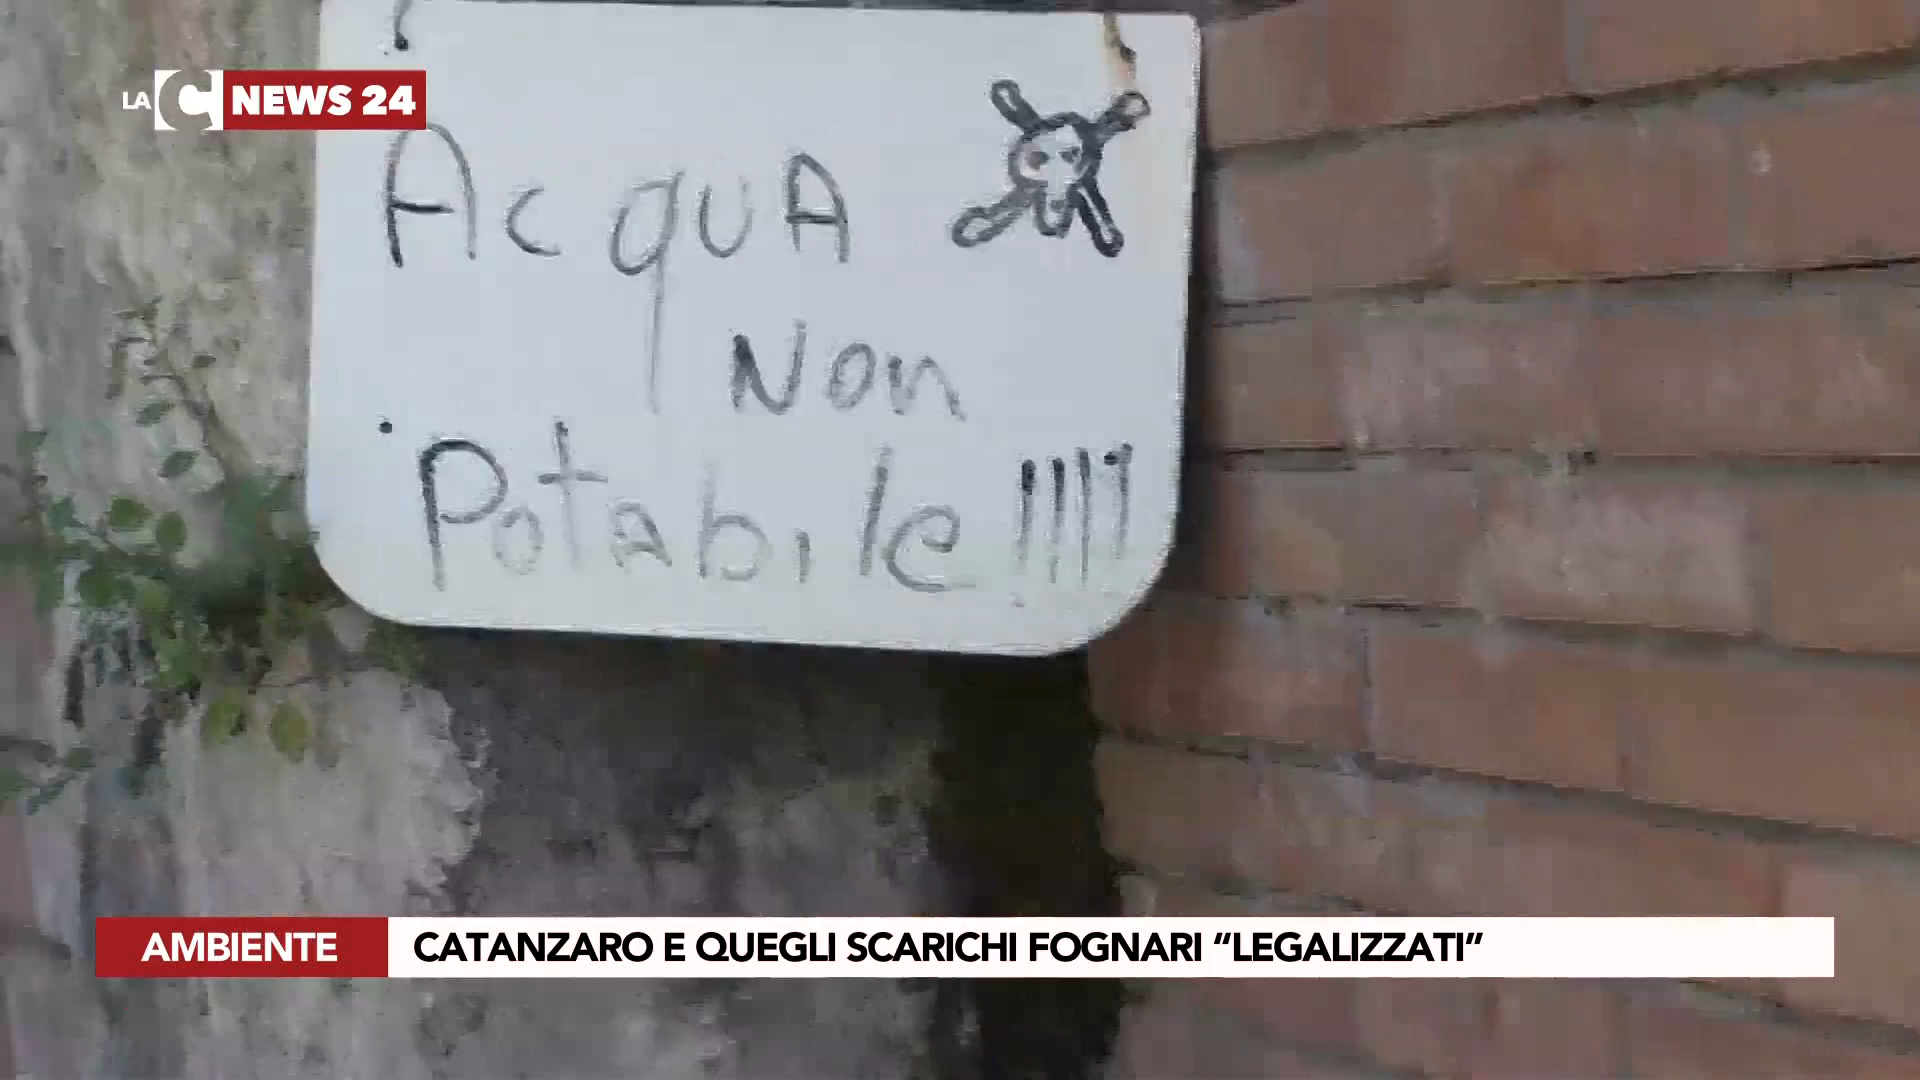 LA C NEWS 24
AcquA
Non
Potabile !!!!
AMBIENTE
CATANZARO E QUEGLI SCARICHI FOGNARI “LEGALIZZATI”